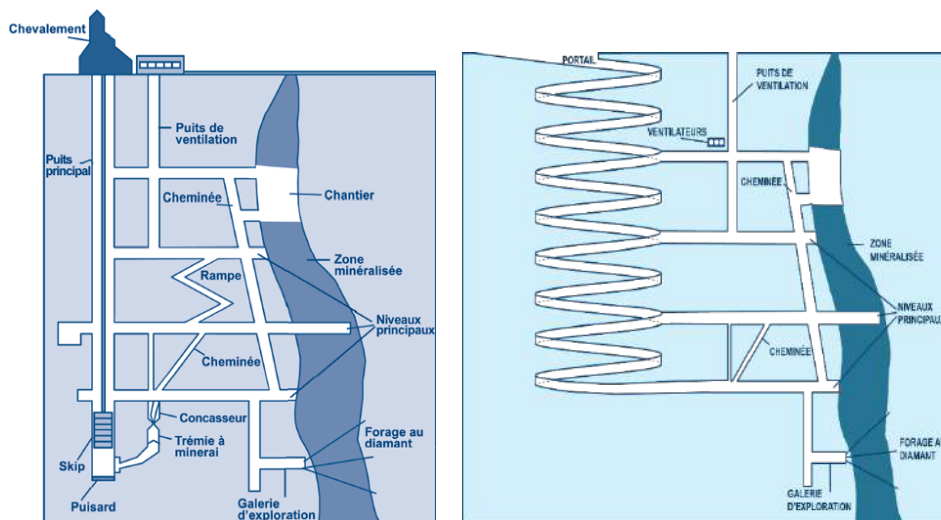 Chevalement
Puits de
ventilation
Puits
principal
Cheminée
Chantier
Zone
minéralisée
Rampe
Niveaux
principaux
Cheminée
Concasseur
Trémie à
minerai
Forage au
diamant
Skip
Puisard
Galerie
d'exploration
PORTAIL
PUITS DE
VENTILATION
VENTILATEURS
CHEMINÉE
ZONE
MINÉRALISÉE
NIVEAUX
PRINCIPAUX
CHEMINÉE
FORAGE AU
DIAMANT
GALERIE
D'EXPLORATION